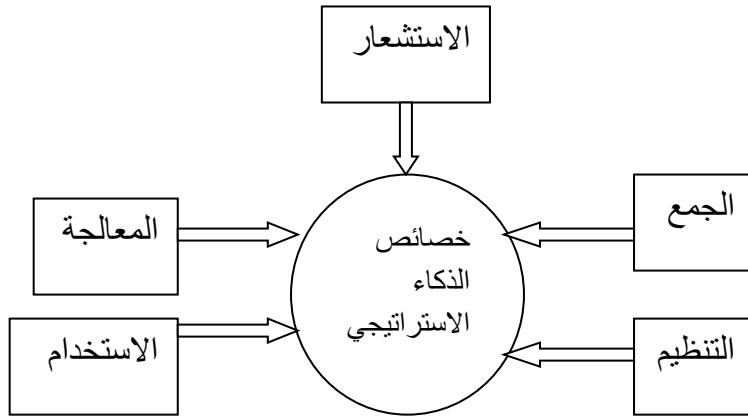 الاستشعار
الجمع
المعالجة
خصائص
الذكاء
الاستراتيجي
التنظيم
الاستخدام